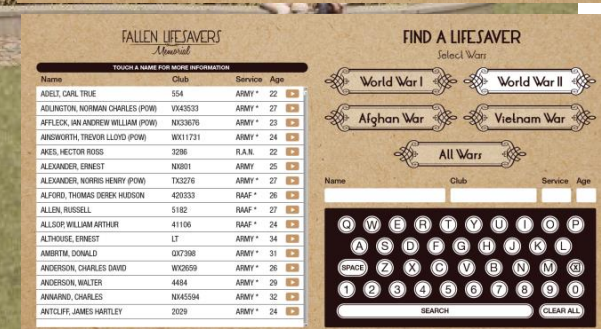 FALLEN LIFESAVERS
Memorial
TOUCH A NAME FOR MORE INFORMATION
Name Club Service Age
ADELT, CARL TRUE 554 ARMY * 22
ADLINGTON, NORMAN CHARLES (POW) VX43533 ARMY * 27
AFFLECK, IAN ANDREW WILLIAM (POW) NX33676 ARMY * 23
AINSWORTH, TREVOR LLOYD (POW) WX11731 ARMY * 24
AKES, HECTOR ROSS 3286 R.A.N. 22
ALEXANDER, ERNEST NX801 ARMY 25
ALEXANDER, NORRIS HENRY (POW) TX3276 ARMY * 27
ALFORD, THOMAS DEREK HUDSON 420333 RAAF * 26
ALLEN, RUSSELL 5182 RAAF * 27
ALLSOP, WILLIAM ARTHUR 41106 RAAF * 24
ALTHOUSE, ERNEST LT ARMY * 34
AMBRTM, DONALD QX7398 ARMY * 31
ANDERSON, CHARLES DAVID WX2659 ARMY * 26
ANDERSON, WALTER 4484 ARMY * 29
ANNARND, CHARLES NX45594 ARMY * 32
ANTCLIFF, JAMES HARTLEY 2029 ARMY * 24
FIND A LIFESAVER
Select Wars
World War I World War II
Afghan War Vietnam War
All Wars
Name Club Service Age
Q W E R T Y U I O P
A S D F G H J K L
SPACE Z X C V B N M
1 2 3 4 5 6 7 8 9 0
SEARCH CLEAR ALL